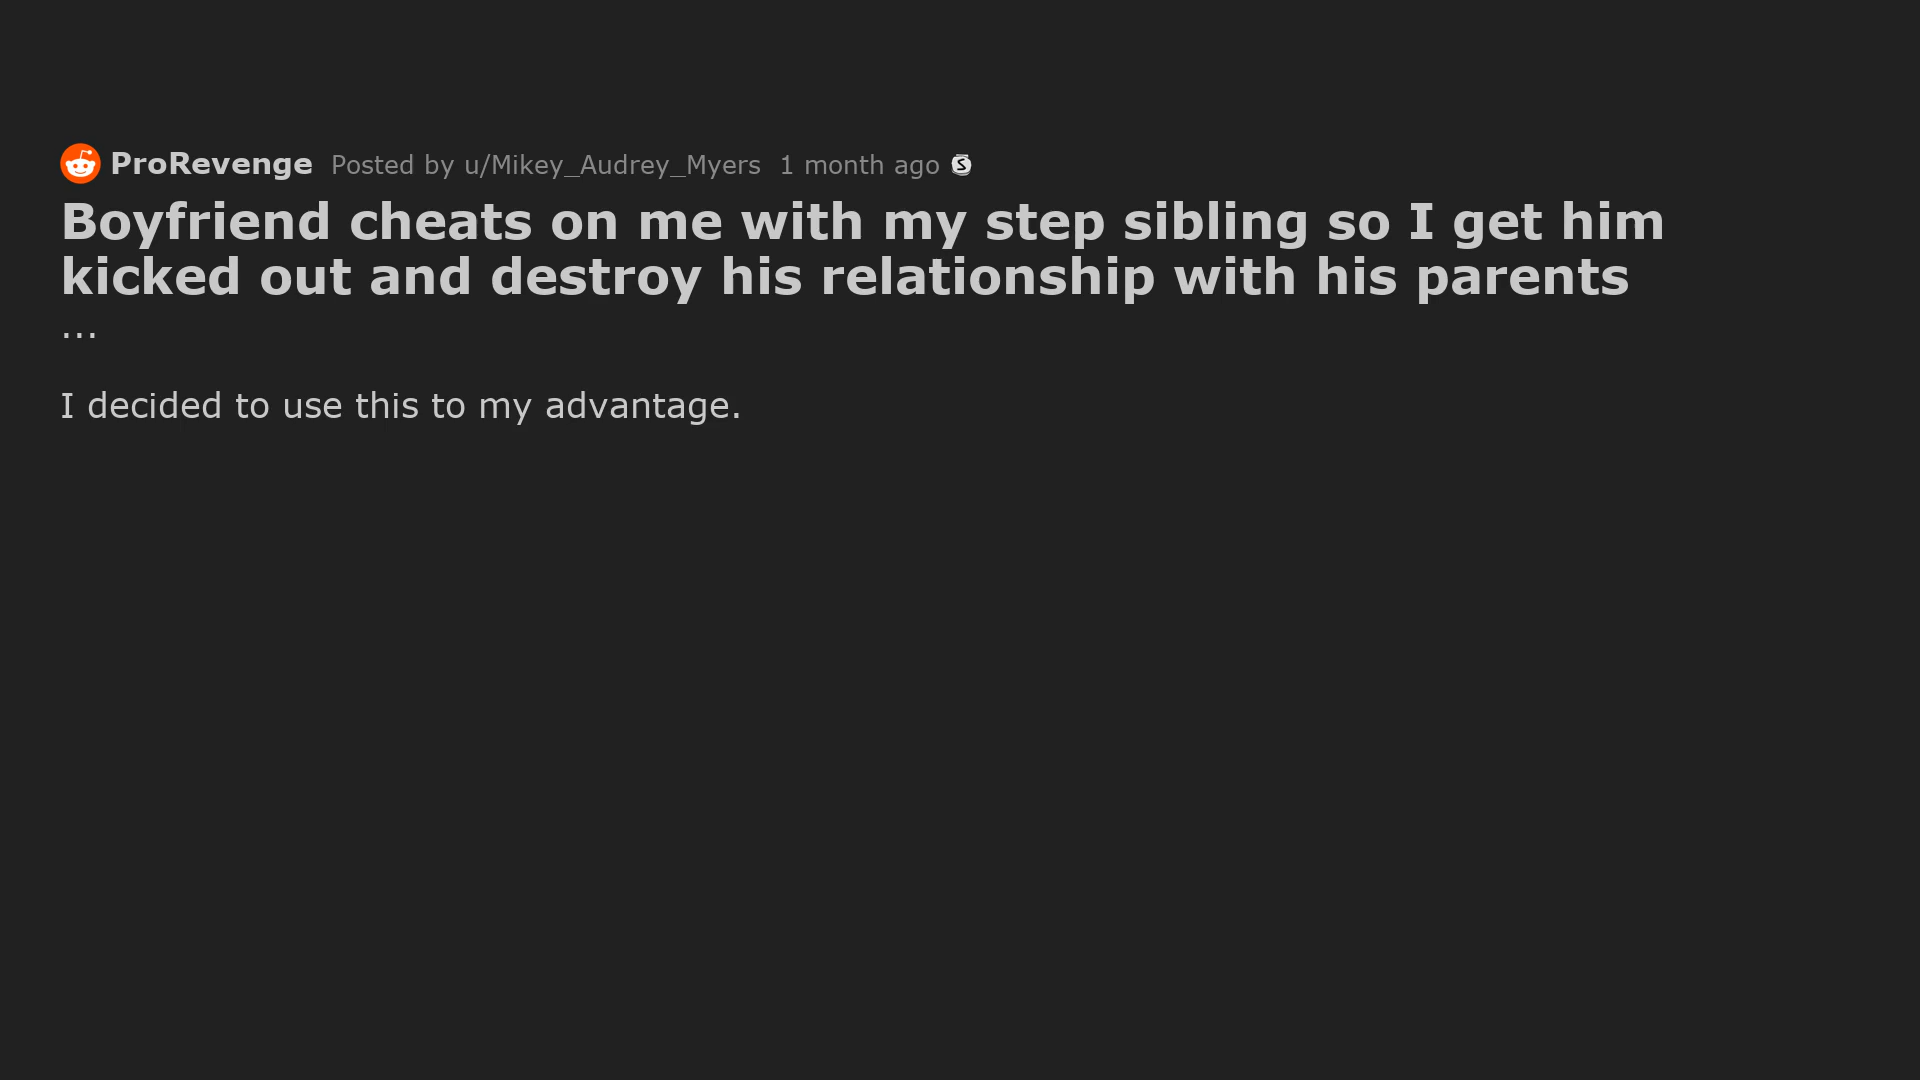 ProRevenge Posted by u/Mikey_Audrey_Myers 1 month ago S
Boyfriend cheats on me with my step sibling so I get him
kicked out and destroy his relationship with his parents
...
I decided to use this to my advantage.